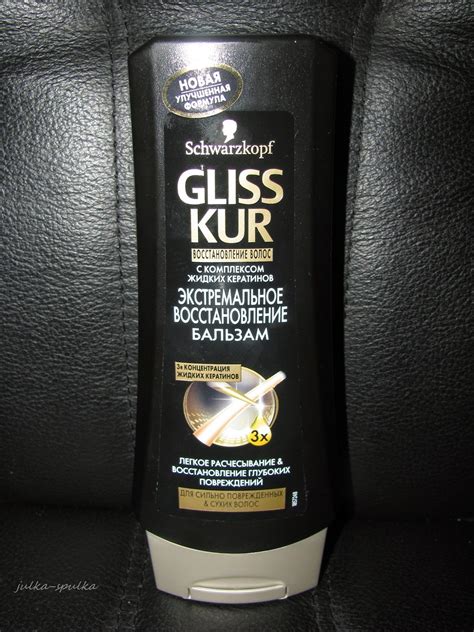 НОВАЯ
УЛУЧШЕННАЯ
ФОРМУЛА
Schwarzkopf
GLISS
KUR
ВОССТАНОВЛЕНИЕ ВОЛОС
С КОМПЛЕКСОМ
ЖИДКИХ КЕРАТИНОВ
ЭКСТРЕМАЛЬНОЕ
ВОССТАНОВЛЕНИЕ
БАЛЬЗАМ
3x КОНЦЕНТРАЦИЯ
ЖИДКИХ КЕРАТИНОВ
3x
ЛЕГКОЕ РАСЧЕСЫВАНИЕ &
ВОССТАНОВЛЕНИЕ ГЛУБОКИХ
ПОВРЕЖДЕНИЙ
ДЛЯ СИЛЬНО ПОВРЕЖДЕННЫХ
& СУХИХ ВОЛОС
julka-spulka